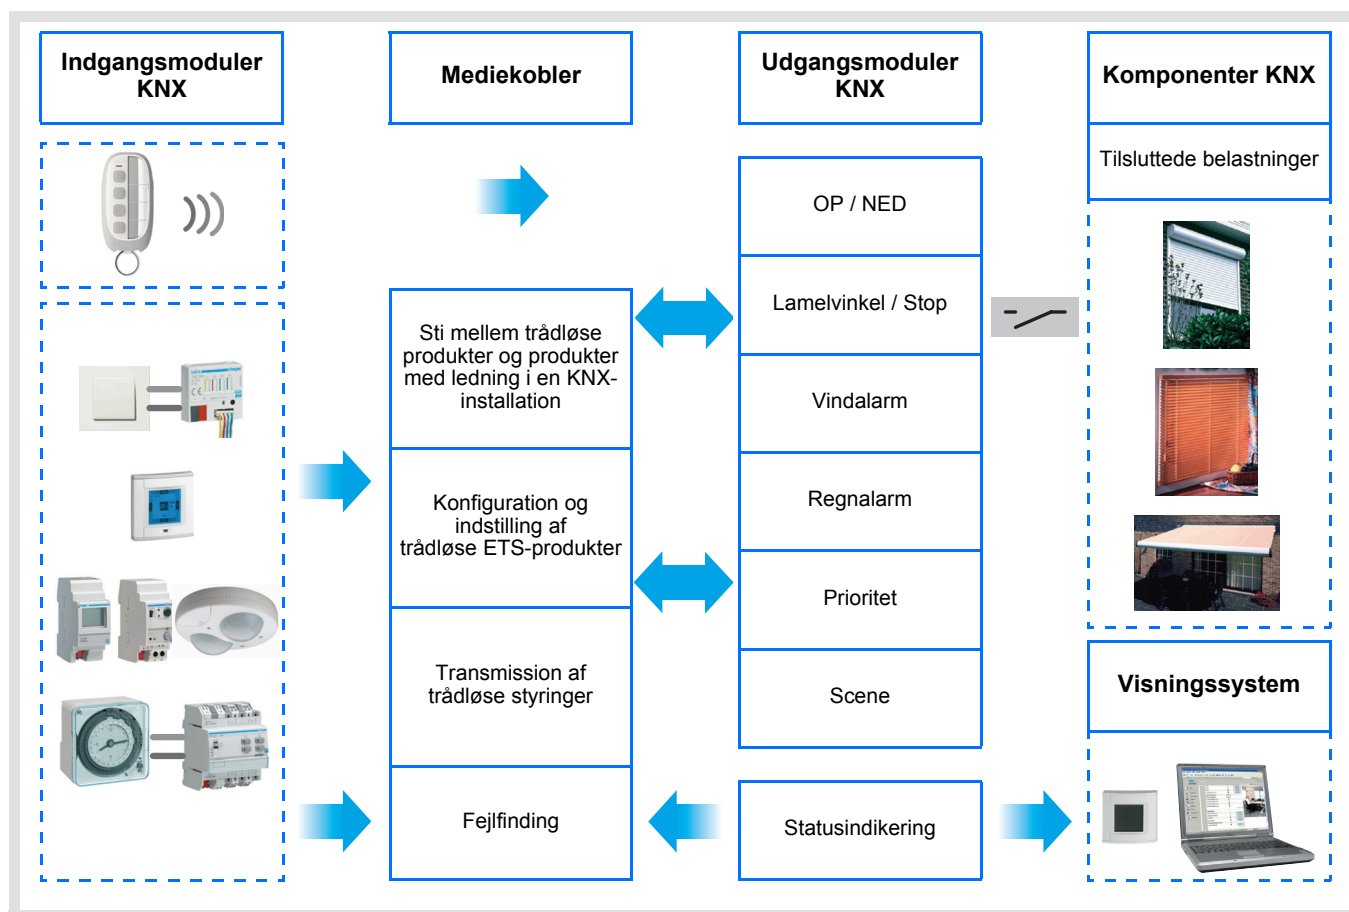 Indgangsmoduler
KNX
Mediekobler
Udgangsmoduler
KNX
Komponenter KNX
Tilsluttede belastninger
OP / NED
Lamelvinkel / Stop
Vindalarm
Regnalarm
Prioritet
Scene
Statusindikering
Sti mellem trådløse
produkter og produkter
med ledning i en KNX-
installation
Konfiguration og
indstilling af
trådløse ETS-produkter
Transmission af
trådløse styringer
Fejlfinding
Visningssystem